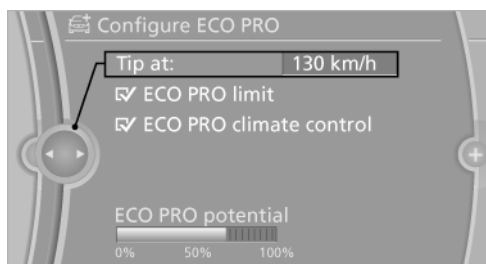 Configure ECO PRO
Tip at: 130 km/h
ECO PRO limit
ECO PRO climate control
ECO PRO potential
0% 50% 100%